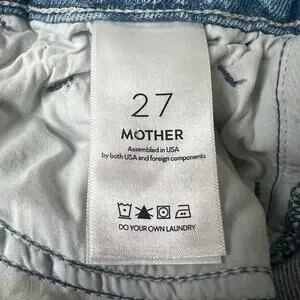 27
MOTHER
Assembled in USA
by both USA and foreign components
DO YOUR OWN LAUNDRY